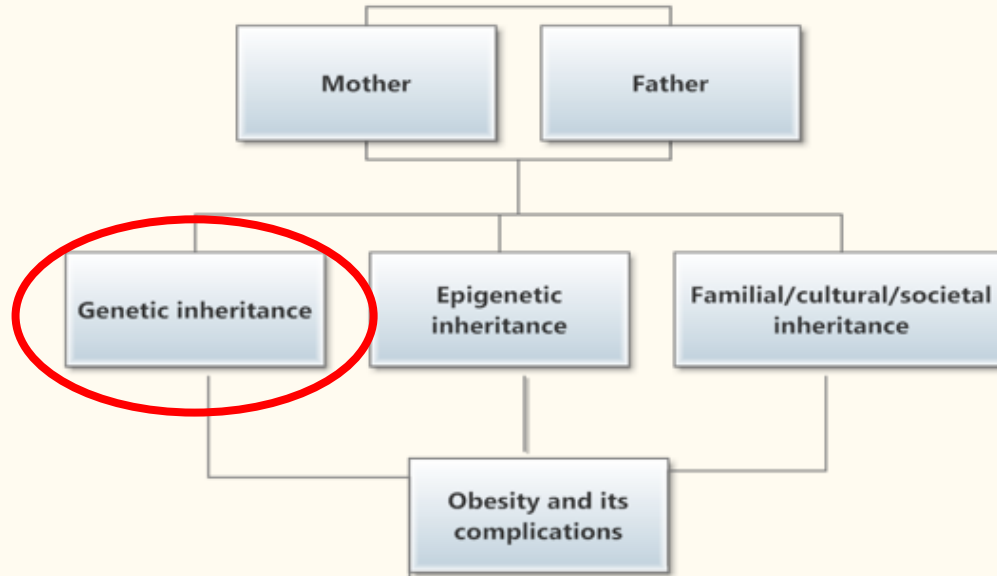 Mother
Father
Genetic inheritance
Epigenetic
inheritance
Familial/cultural/societal
inheritance
Obesity and its
complications